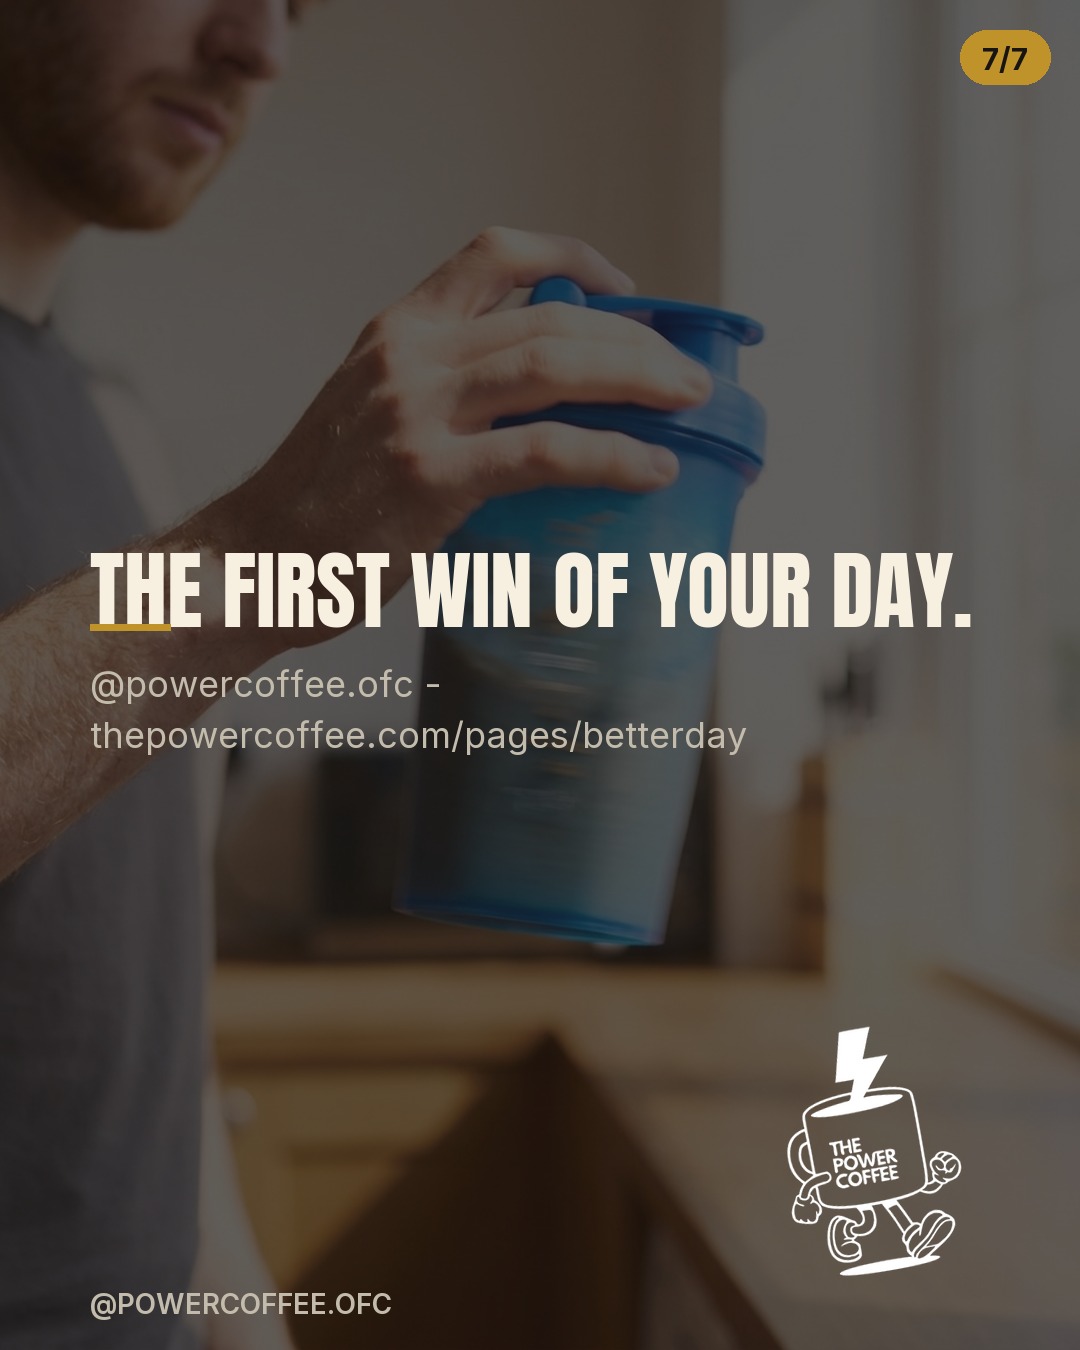 7/7
THE FIRST WIN OF YOUR DAY.
@powercoffee.ofc -
thepowercoffee.com/pages/betterday
THE
POWER
COFFEE
@POWERCOFFEE.OFC